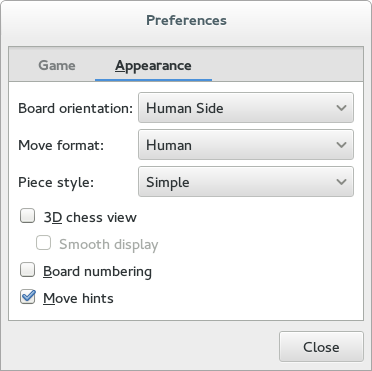 Preferences
Game Appearance
Board orientation: Human Side
Move format: Human
Piece style: Simple
3D chess view
Smooth display
Board numbering
Move hints
Close